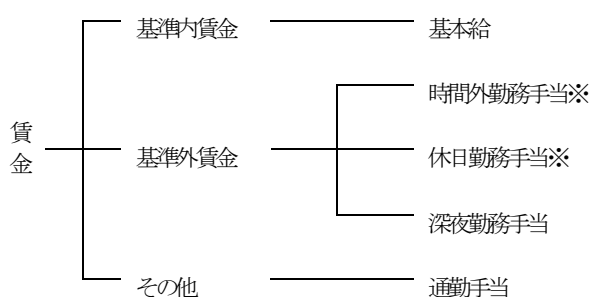 賃金
基準内賃金
基本給
基準外賃金
時間外勤務手当※
休日勤務手当※
深夜勤務手当
その他
通勤手当